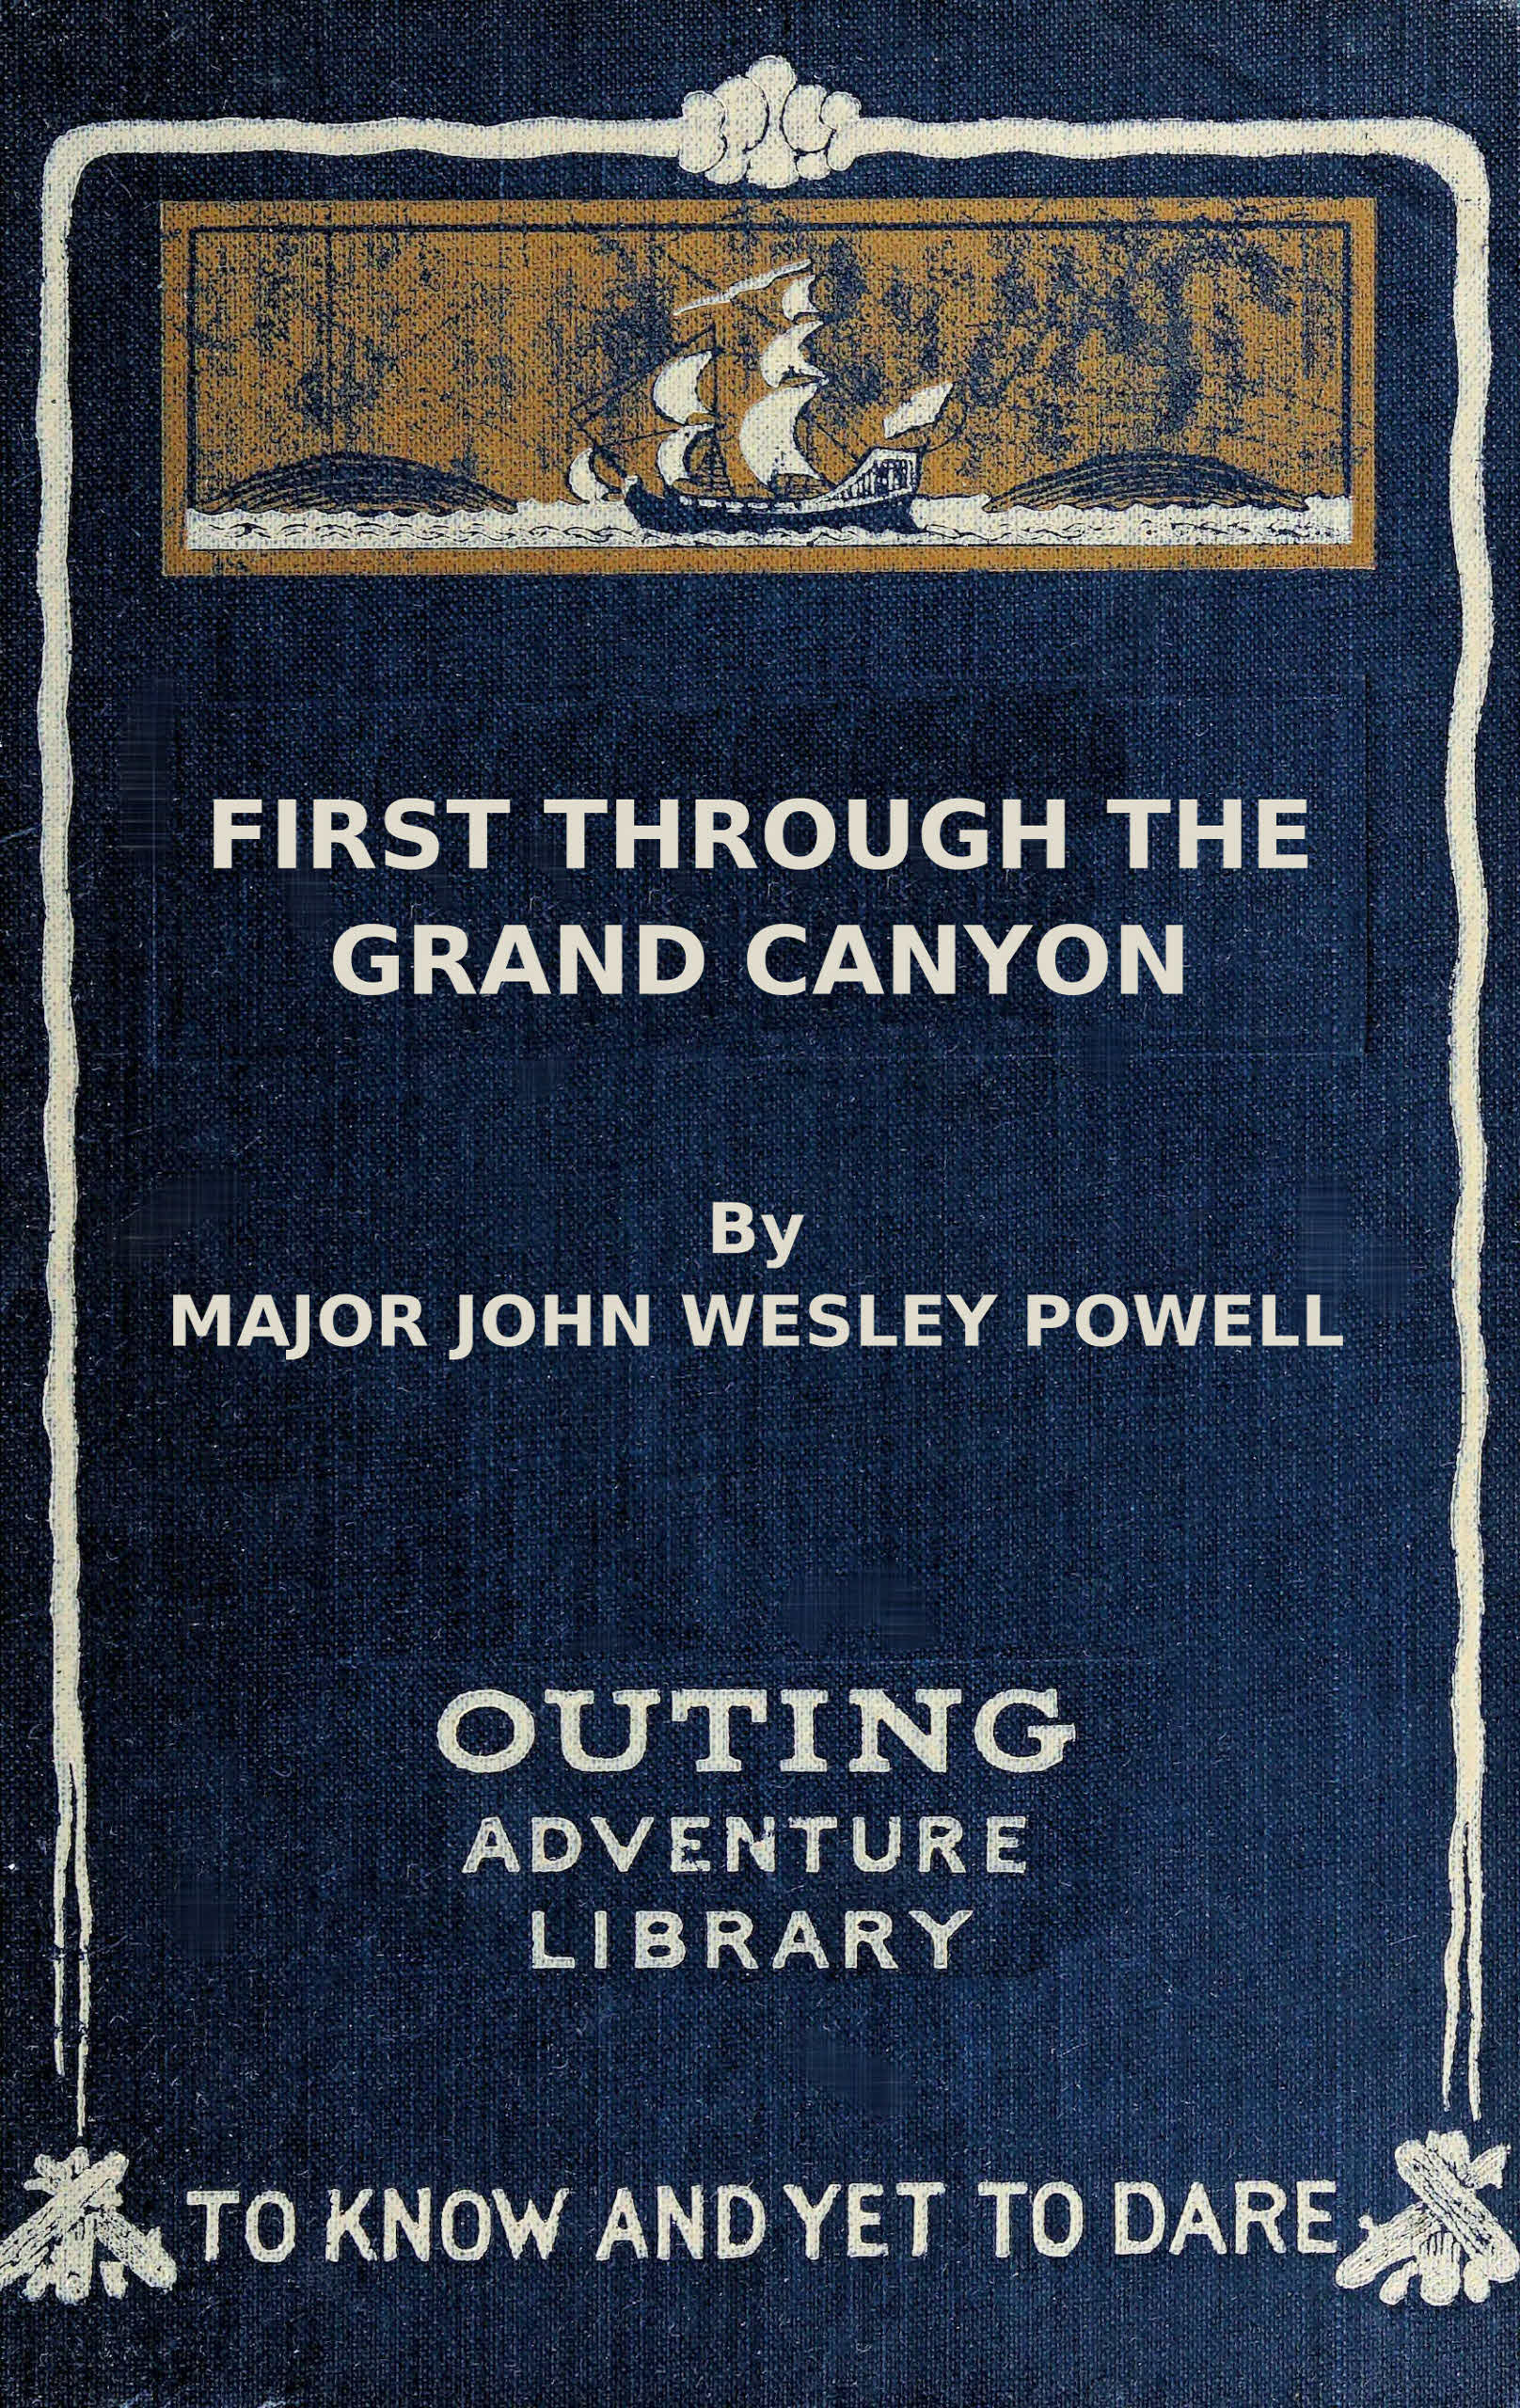 FIRST THROUGH THE
GRAND CANYON
By
MAJOR JOHN WESLEY POWELL
OUTING
ADVENTURE
LIBRARY
TO KNOW AND YET TO DARE